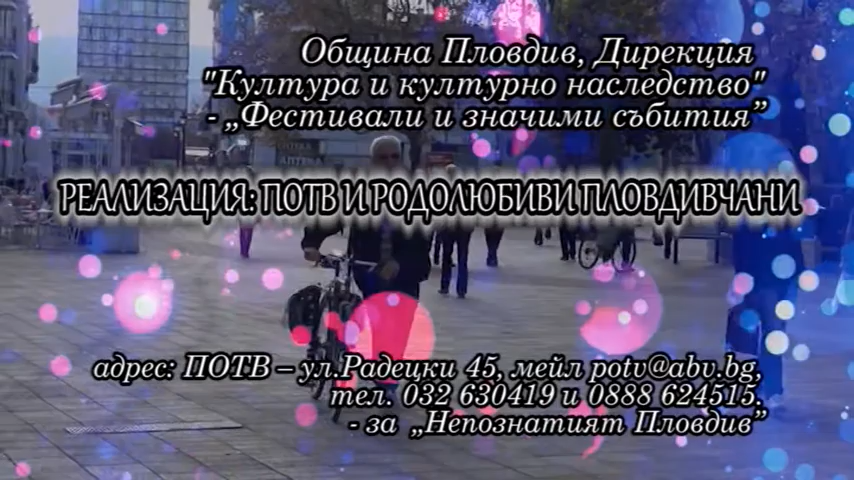 Община Пловдив, Дирекция
"Култура и културно наследство"
- „Фестивали и значими събития”
РЕАЛИЗАЦИЯ: ПОТВ И РОДОЛЮБИВИ ПЛОВДИВЧАНИ
АПТЕКА
адрес: ПОТВ – ул.Радецки 45, мейл potv@abv.bg,
тел. 032 630419 и 0888 624515.
- за „Непознатият Пловдив”